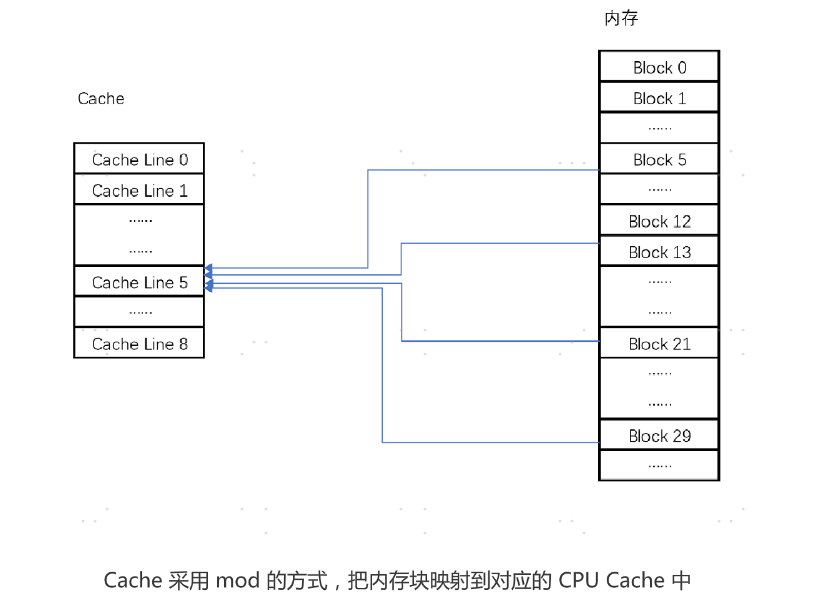 内存
Cache
Block 0
Block 1
......
Block 5
......
Block 12
Block 13
......
......
Block 21
......
......
Block 29
......
Cache Line 0
Cache Line 1
......
......
Cache Line 5
......
Cache Line 8
Cache 采用 mod 的方式，把内存块映射到对应的 CPU Cache 中